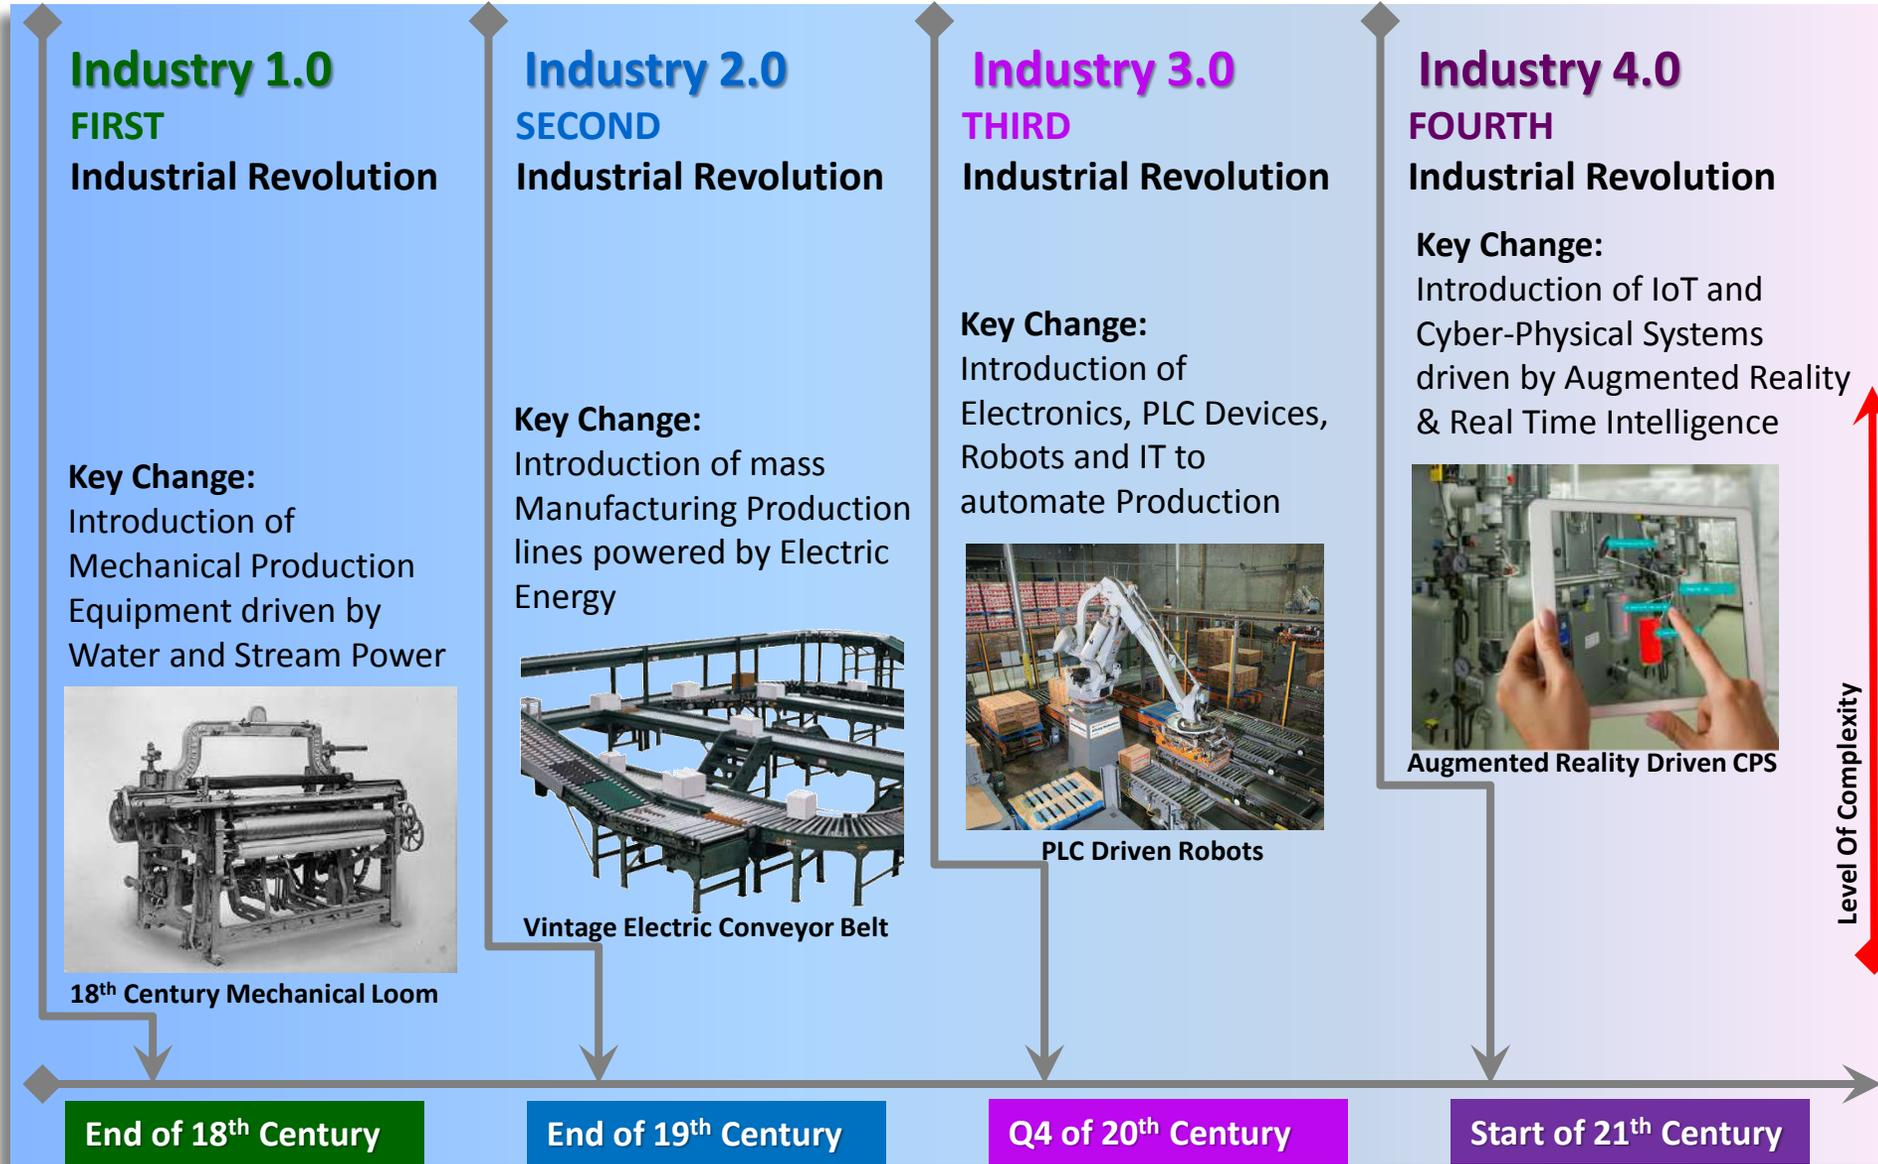 Industry 1.0
FIRST
Industrial Revolution
Key Change:
Introduction of
Mechanical Production
Equipment driven by
Water and Stream Power
18th Century Mechanical Loom
End of 18th Century
Industry 2.0
SECOND
Industrial Revolution
Key Change:
Introduction of mass
Manufacturing Production
lines powered by Electric
Energy
Vintage Electric Conveyor Belt
End of 19th Century
Industry 3.0
THIRD
Industrial Revolution
Key Change:
Introduction of
Electronics, PLC Devices,
Robots and IT to
automate Production
PLC Driven Robots
Q4 of 20th Century
Industry 4.0
FOURTH
Industrial Revolution
Key Change:
Introduction of IoT and
Cyber-Physical Systems
driven by Augmented Reality
& Real Time Intelligence
Augmented Reality Driven CPS
Start of 21th Century
Level Of Complexity